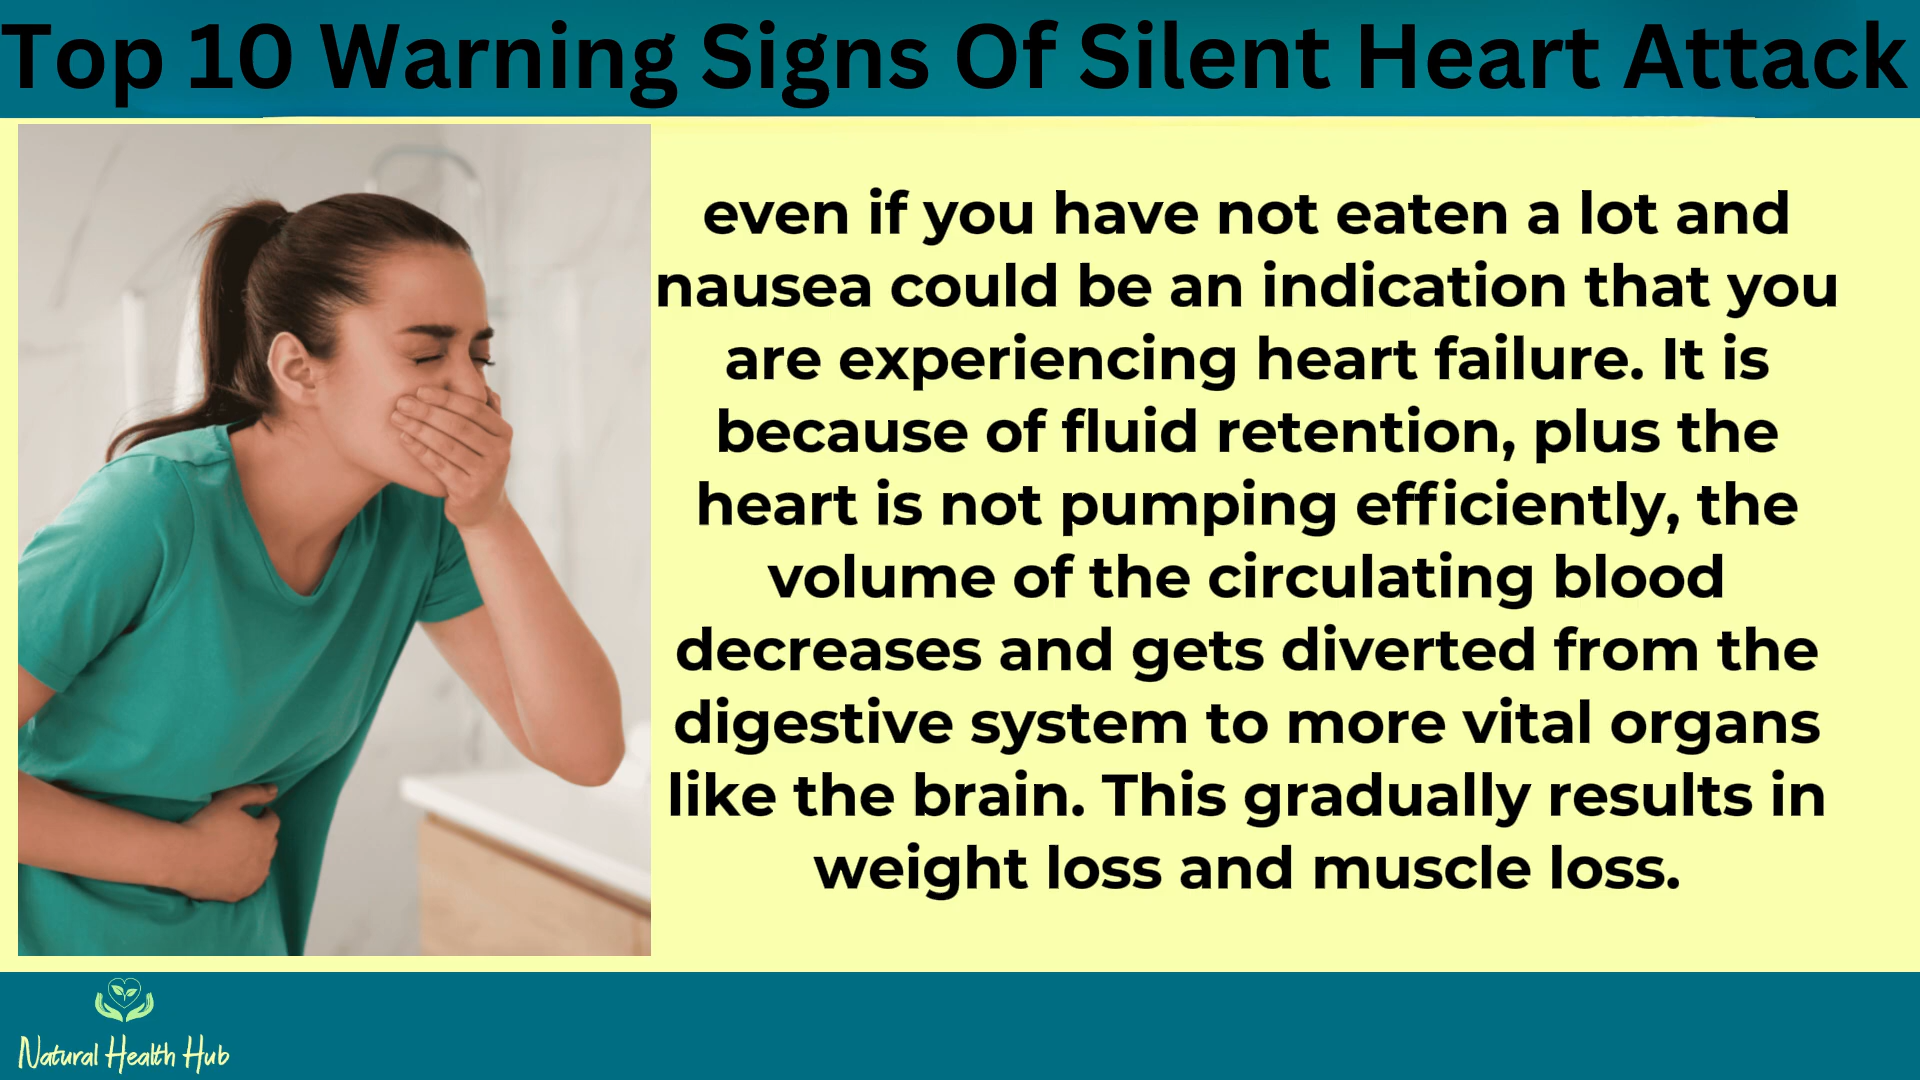 Top 10 Warning Signs Of Silent Heart Attack
even if you have not eaten a lot and
nausea could be an indication that you
are experiencing heart failure. It is
because of fluid retention, plus the
heart is not pumping efficiently, the
volume of the circulating blood
decreases and gets diverted from the
digestive system to more vital organs
like the brain. This gradually results in
weight loss and muscle loss.
Natural Health Hub